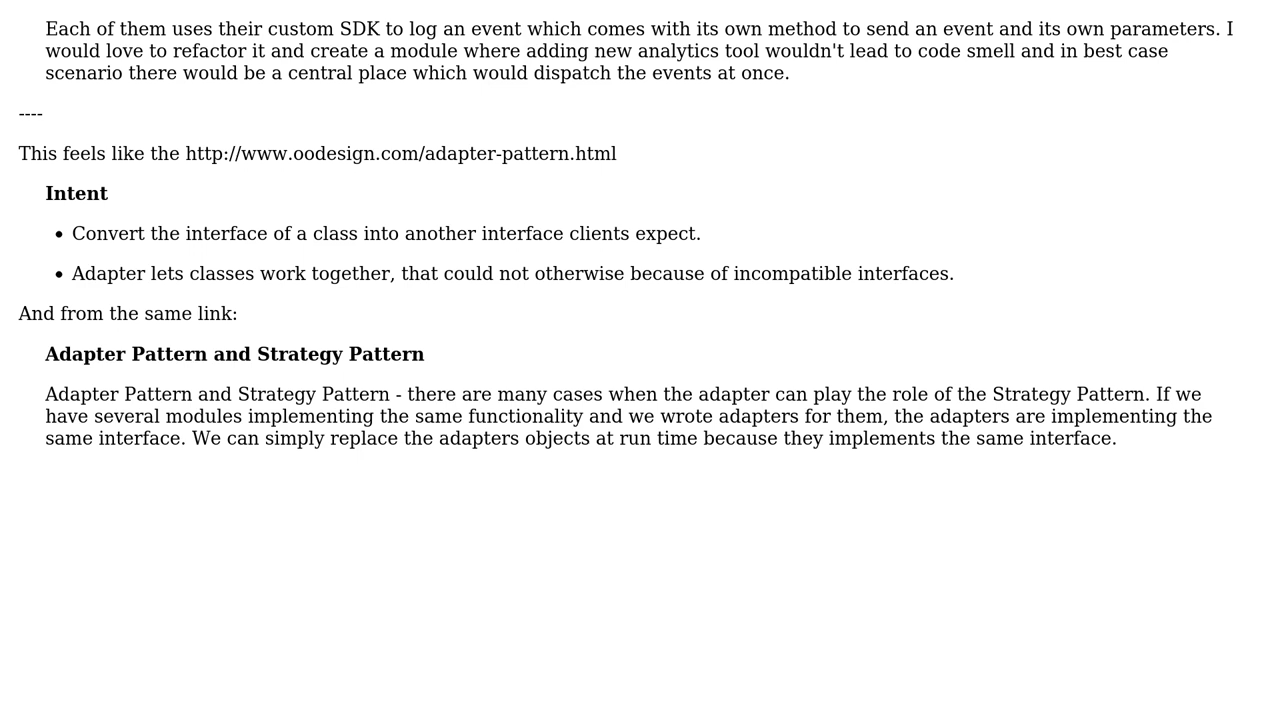 Each of them uses their custom SDK to log an event which comes with its own method to send an event and its own parameters. I
would love to refactor it and create a module where adding new analytics tool wouldn't lead to code smell and in best case
scenario there would be a central place which would dispatch the events at once.
----
This feels like the http://www.oodesign.com/adapter-pattern.html
Intent
• Convert the interface of a class into another interface clients expect.
• Adapter lets classes work together, that could not otherwise because of incompatible interfaces.
And from the same link:
Adapter Pattern and Strategy Pattern
Adapter Pattern and Strategy Pattern - there are many cases when the adapter can play the role of the Strategy Pattern. If we
have several modules implementing the same functionality and we wrote adapters for them, the adapters are implementing the
same interface. We can simply replace the adapters objects at run time because they implements the same interface.